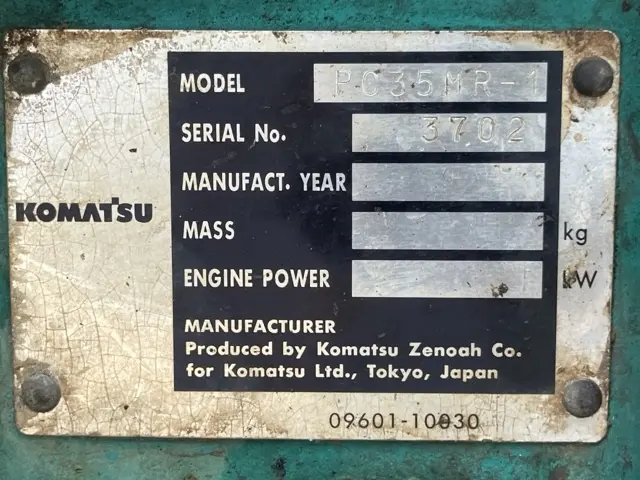 MODEL PC35MR-1
SERIAL No. 3702
MANUFACT. YEAR
KOMATSU
MASS kg
ENGINE POWER kW
MANUFACTURER
Produced by Komatsu Zenoah Co.
for Komatsu Ltd., Tokyo, Japan
09601-10030